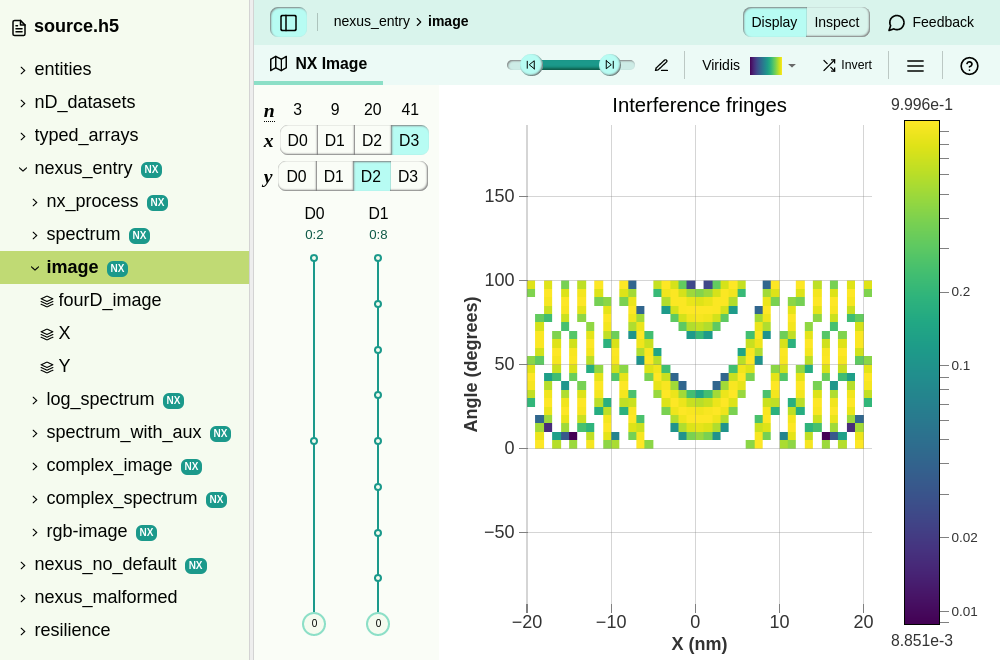 source.h5
entities
nD_datasets
typed_arrays
nexus_entry NX
nx_process NX
spectrum NX
image NX
fourD_image
X
Y
log_spectrum NX
spectrum_with_aux NX
complex_image NX
complex_spectrum NX
rgb-image NX
nexus_no_default NX
nexus_malformed
resilience
nexus_entry › image
Display Inspect Feedback
NX Image
Viridis Invert
n 3 9 20 41
x D0 D1 D2 D3
y D0 D1 D2 D3
D0 D1
0:2 0:8
0 0
Interference fringes
Angle (degrees)
150
100
50
0
−50
−20 −10 0 10 20
X (nm)
9.996e-1
0.2
0.1
0.02
0.01
8.851e-3